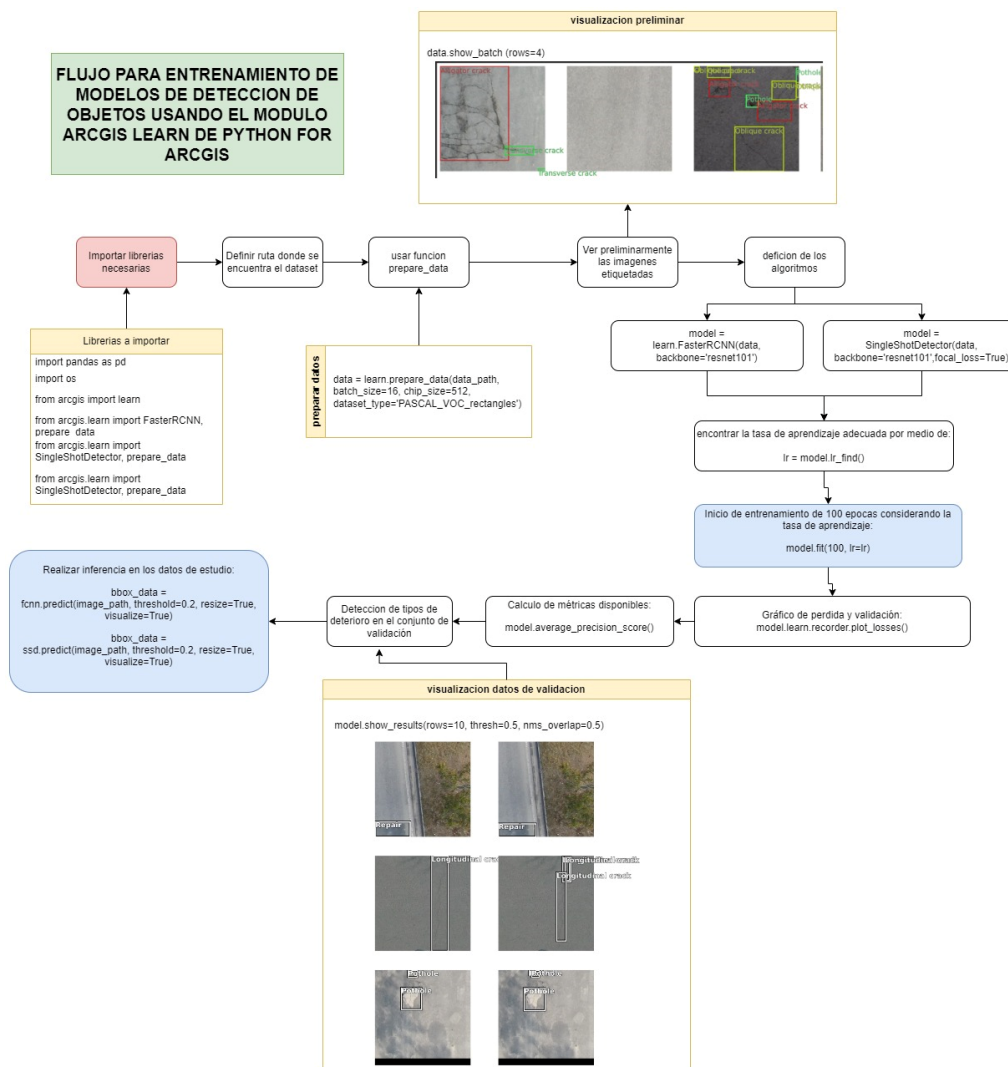 FLUJO PARA ENTRENAMIENTO DE
MODELOS DE DETECCION DE
OBJETOS USANDO EL MODULO
ARCGIS LEARN DE PYTHON FOR
ARCGIS
visualizacion preliminar
data.show_batch (rows=4)
Alligator crack
Transverse crack
Oblique crack
Pothole
Pothole
Oblique crack
Importar librerias
necesarias
Definir ruta donde se
encuentra el dataset
usar funcion
prepare_data
Ver preliminarmente
las imagenes
etiquetadas
deficion de los
algoritmos
Librerias a importar
import pandas as pd
import os
from arcgis import learn
from arcgis.learn import FasterRCNN,
prepare_data
from arcgis.learn import
SingleShotDetector, prepare_data
from arcgis.learn import
SingleShotDetector, prepare_data
preparar datos
data = learn.prepare_data(data_path,
batch_size=16, chip_size=512,
dataset_type='PASCAL_VOC_rectangles')
model =
learn.FasterRCNN(data,
backbone='resnet101')
model =
SingleShotDetector(data,
backbone='resnet101',focal_loss=True)
encontrar la tasa de aprendizaje adecuada por medio de:
lr = model.lr_find()
Inicio de entrenamiento de 100 epocas considerando la
tasa de aprendizaje:
model.fit(100, lr=lr)
Gráfico de perdida y validación:
model.learn.recorder.plot_losses()
Calculo de métricas disponibles:
model.average_precision_score()
Deteccion de tipos de
deterioro en el conjunto de
validación
Realizar inferencia en los datos de estudio:
bbox_data =
fcnn.predict(image_path, threshold=0.2, resize=True,
visualize=True)
bbox_data =
ssd.predict(image_path, threshold=0.2, resize=True,
visualize=True)
visualizacion datos de validacion
model.show_results(rows=10, thresh=0.5, nms_overlap=0.5)
Repair
Repair
Longitudinal crac
Longitudinal crack
Pothole
Pothole
Pothole
Pothole